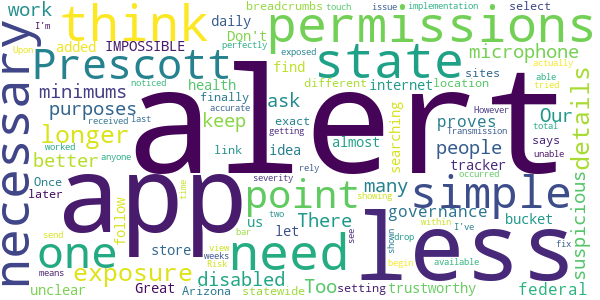 breadcrumbs touch issue implementation select
work think permissions
daily Don't
added IMPOSSIBLE I'm Upon perfectly exposed different internet location sites actually tried
necessary Prescott alert state microphone
minimums find health noticed accurate
purposes finally ask exact getting Our details
longer keep almost searching proves
worked received last However Transmission able
better link anyone idea rely tracker says total unable
app point simple suspicious
Once later severity occurred many people
one need less
follow There us bar two showing governance bucket
exposure disabled let
time store view weeks within I've drop fix
send Risk see shown begin available
unclear means Great Arizona statewide Too setting trustworthy federal